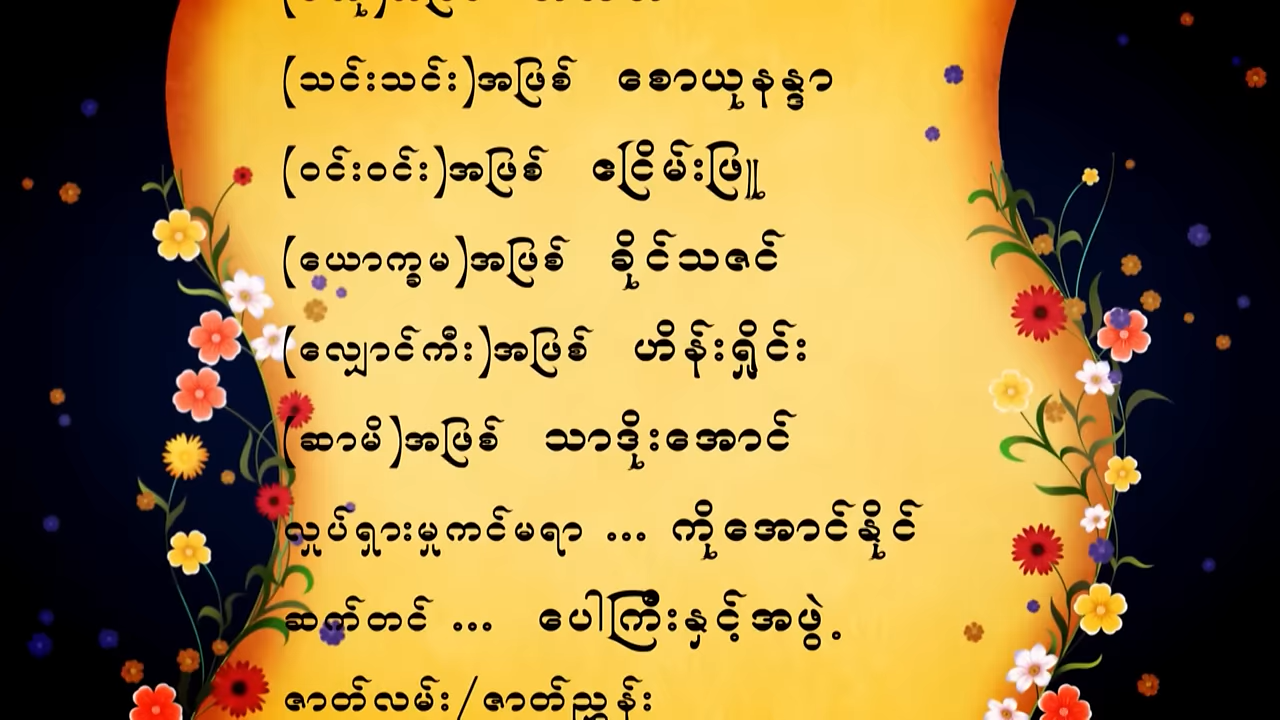 (သင်းသင်း)အဖြစ် စောယုနန္ဒာ
(ဝင်းဝင်း)အဖြစ် ငြိမ်းဖြူ
(ယောက္ခမ)အဖြစ် ခိုင်သဇင်
(လျှောင်ကီး)အဖြစ် ဟိန်းရှိုင်း
(ဆာမိ)အဖြစ် သာဒိုးအောင်
လှုပ်ရှားမှုကင်မရာ ... ကိုအောင်နိုင်
ဆက်တင် ... ပေါကြီးနှင့်အဖွဲ့
ဇာတ်လမ်း/ဇာတ်ညွှန်း